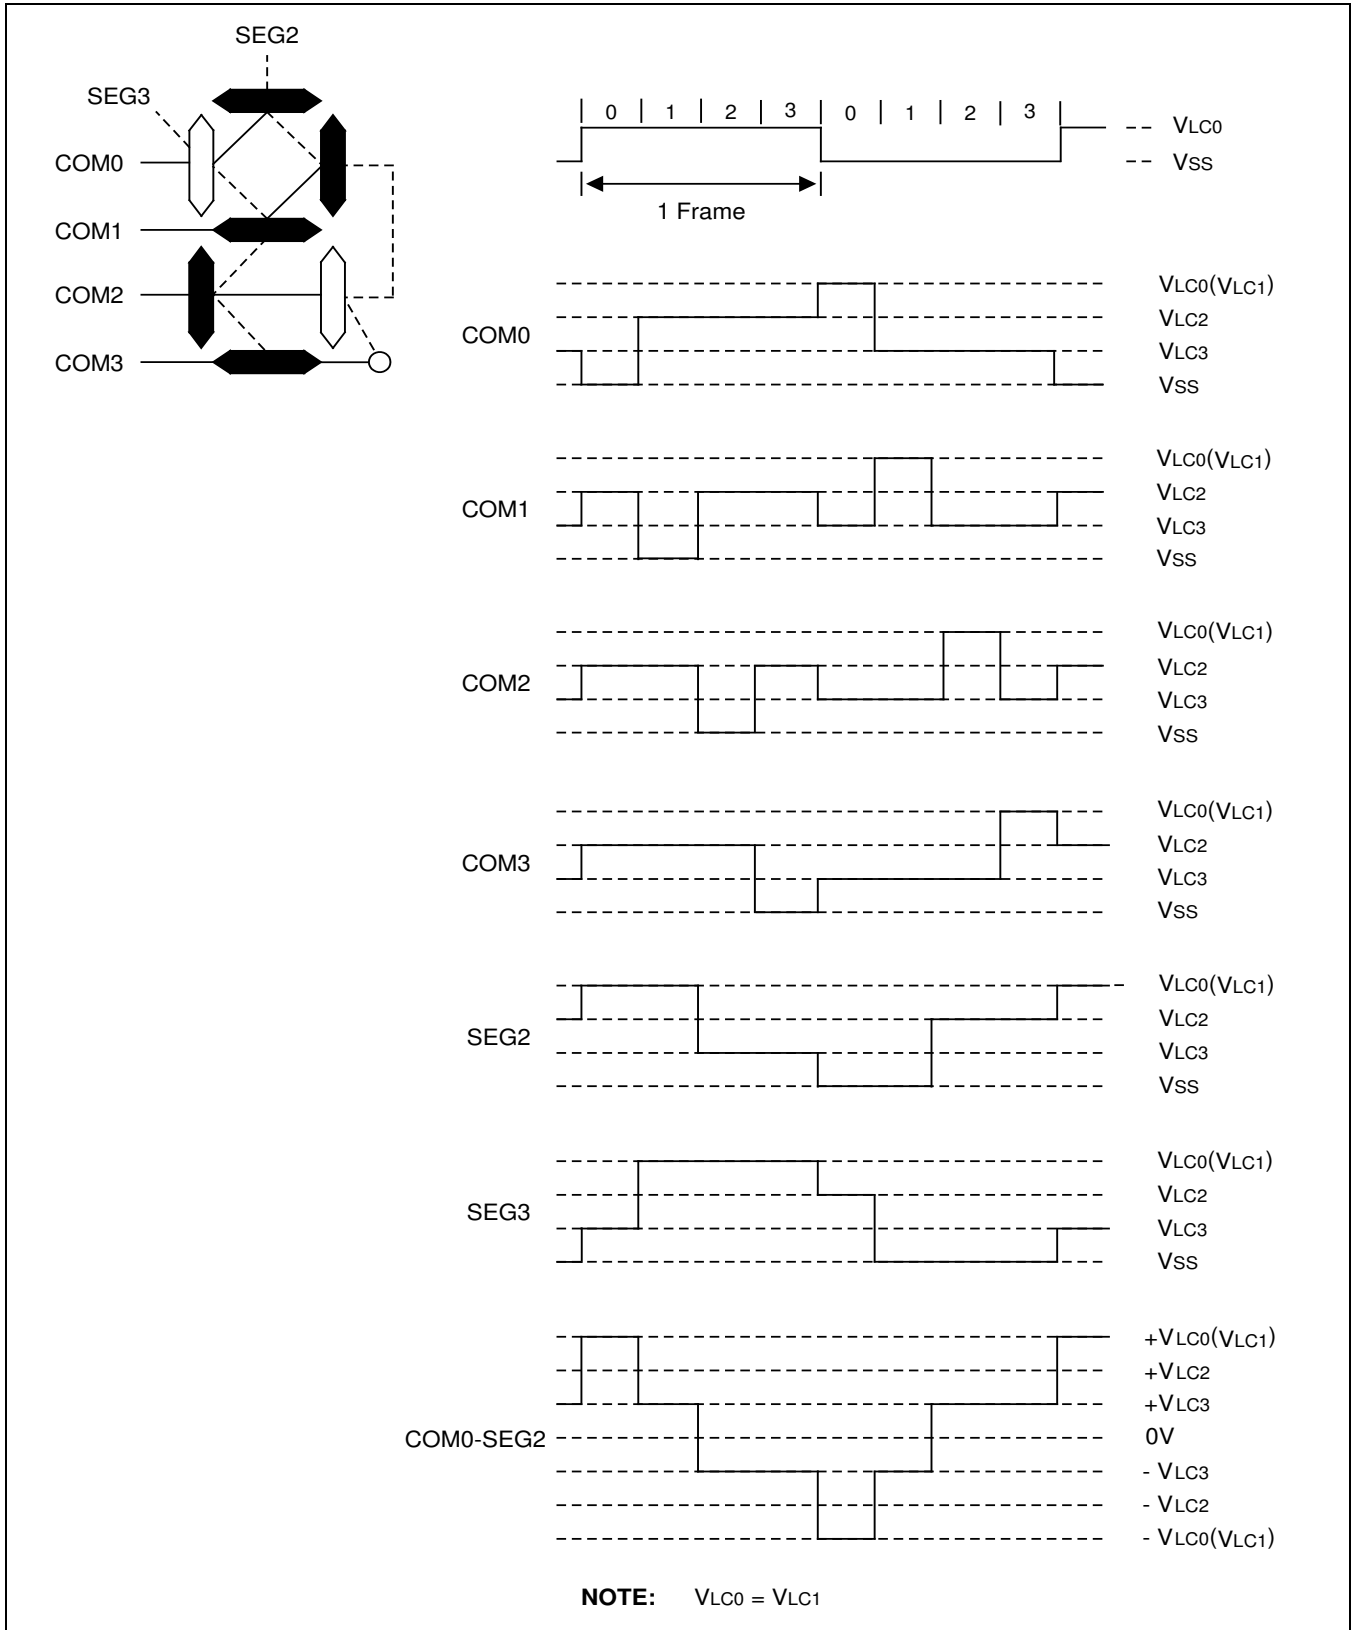 SEG2
SEG3
COM0
COM1
COM2
COM3
0 1 2 3 0 1 2 3
VLC0
VSS
1 Frame
COM0
VLC0(VLC1)
VLC2
VLC3
VSS
COM1
VLC0(VLC1)
VLC2
VLC3
VSS
COM2
VLC0(VLC1)
VLC2
VLC3
VSS
COM3
VLC0(VLC1)
VLC2
VLC3
VSS
SEG2
VLC0(VLC1)
VLC2
VLC3
VSS
SEG3
VLC0(VLC1)
VLC2
VLC3
VSS
COM0-SEG2
+VLC0(VLC1)
+VLC2
+VLC3
0V
- VLC3
- VLC2
- VLC0(VLC1)
NOTE: VLC0 = VLC1